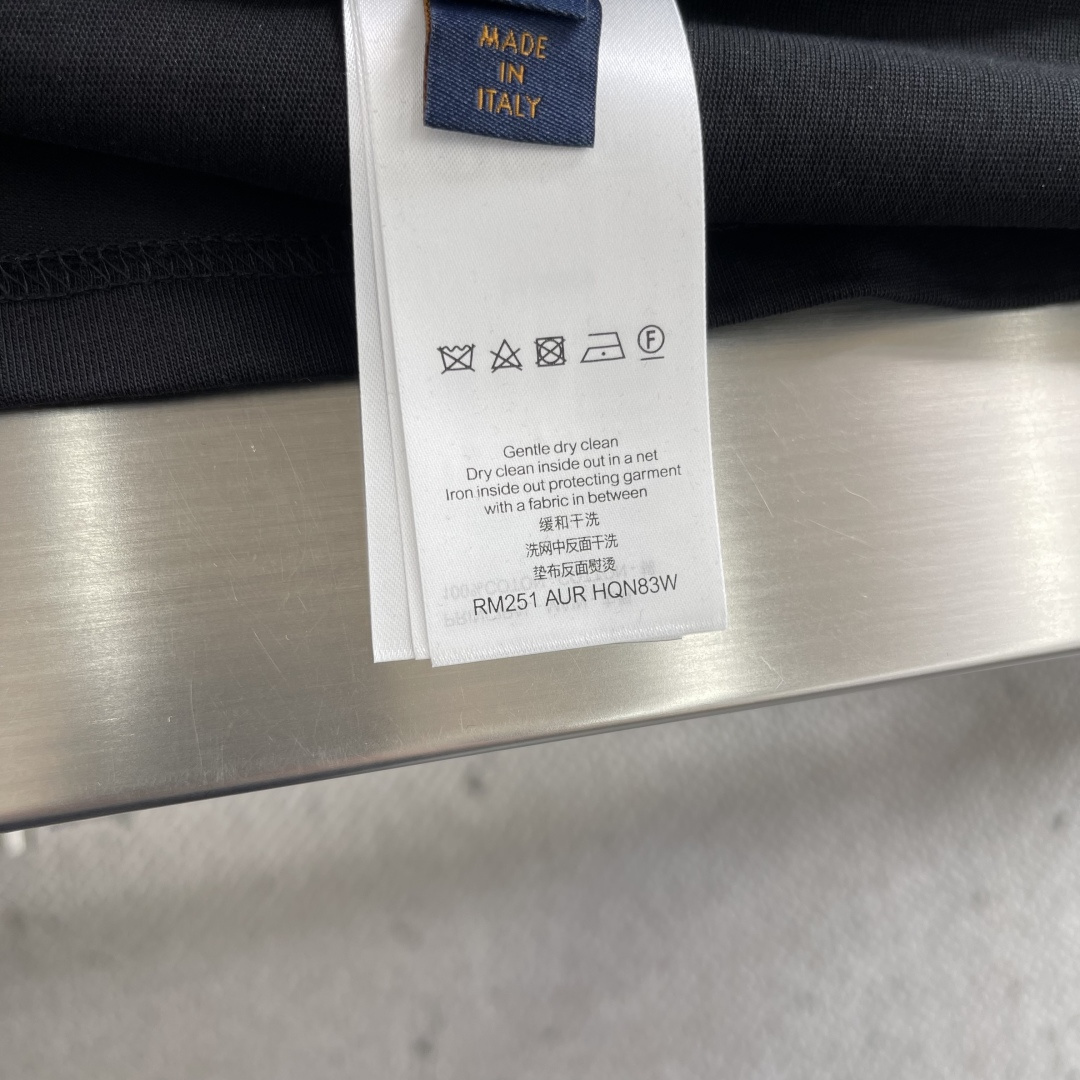 MADE
IN
ITALY
F
Gentle dry clean
Dry clean inside out in a net
Iron inside out protecting garment
with a fabric in between
缓和干洗
洗网中反面干洗
垫布反面熨烫
RM251 AUR HQN83W